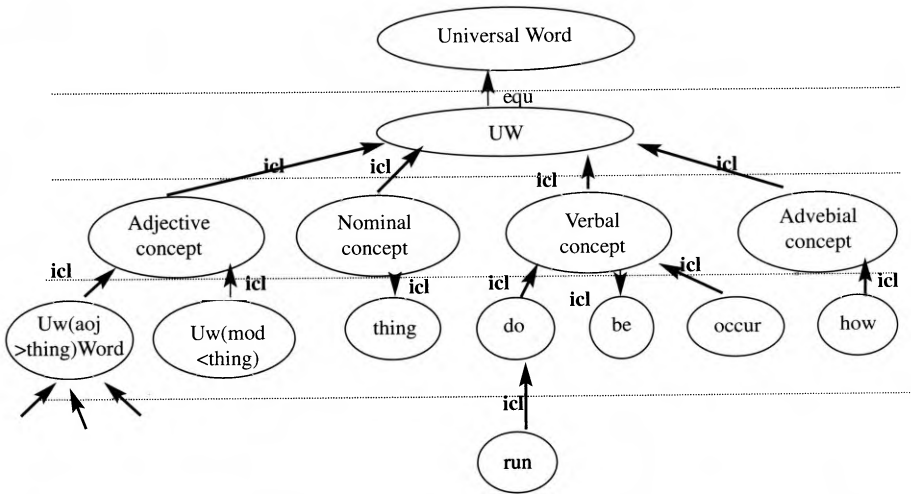 Universal Word
equ
UW
icl
icl
icl
icl
Adjective
concept
Nominal
concept
Verbal
concept
Advebial
concept
icl
icl
icl
icl
icl
icl
icl
Uw(aoj
>thing)Word
Uw(mod
<thing)
thing
do
be
occur
how
icl
run